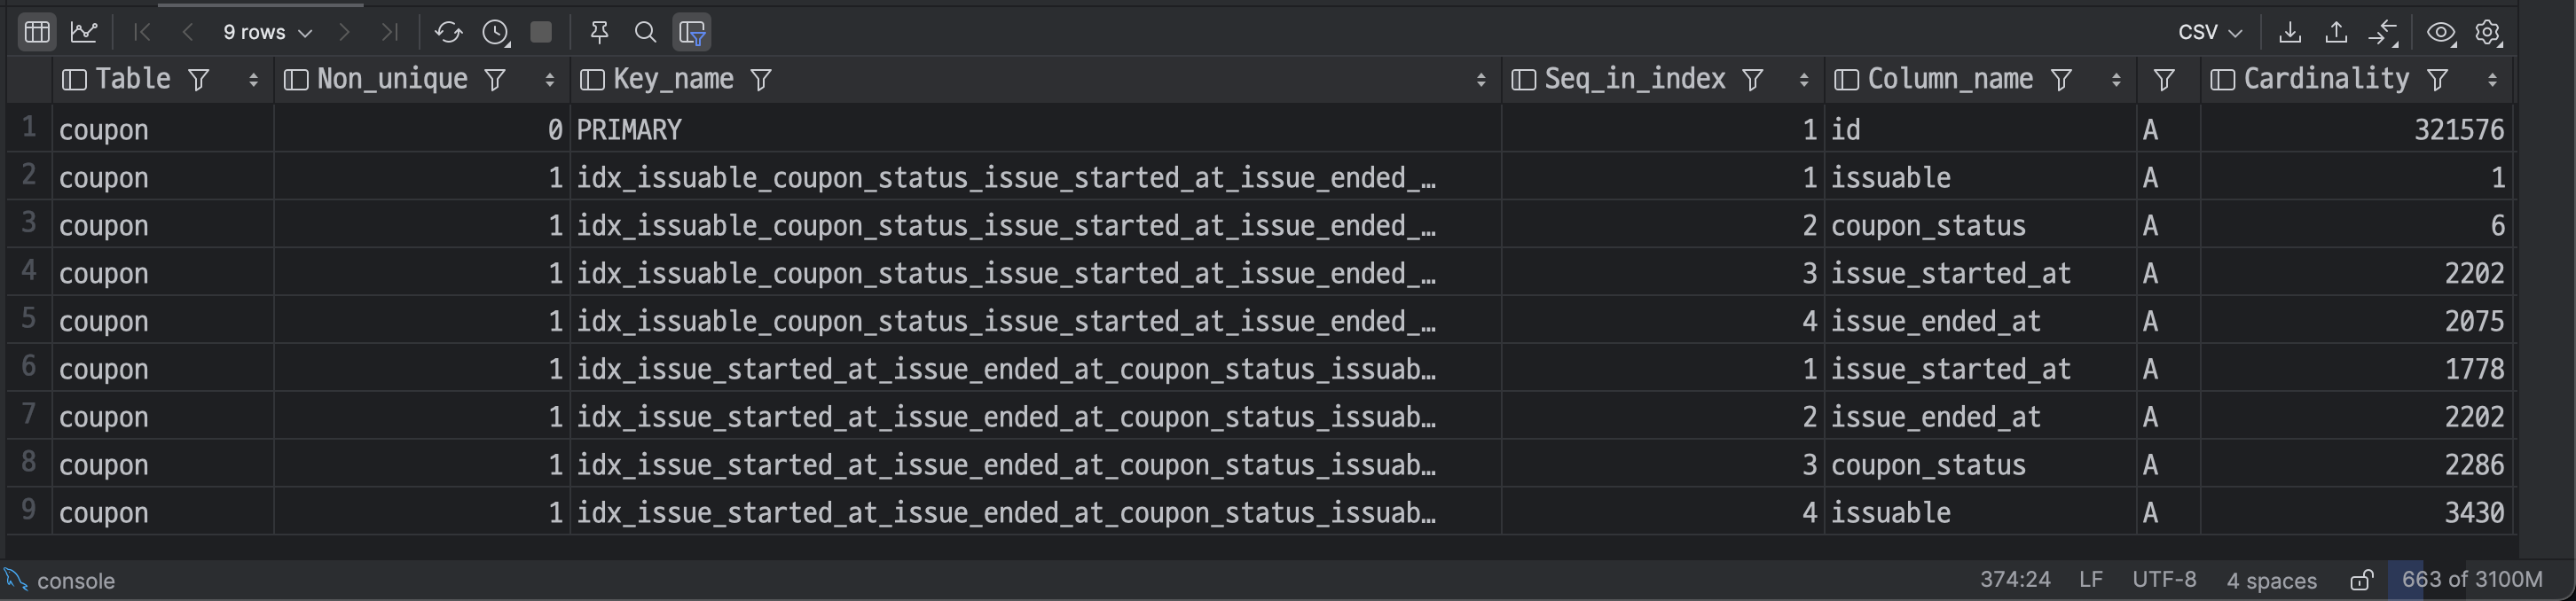 9 rows CSV
Table Non_unique Key_name Seq_in_index Column_name Cardinality
1 coupon 0 PRIMARY 1 id A 321576
2 coupon 1 idx_issuable_coupon_status_issue_started_at_issue_ended_… 1 issuable A 1
3 coupon 1 idx_issuable_coupon_status_issue_started_at_issue_ended_… 2 coupon_status A 6
4 coupon 1 idx_issuable_coupon_status_issue_started_at_issue_ended_… 3 issue_started_at A 2202
5 coupon 1 idx_issuable_coupon_status_issue_started_at_issue_ended_… 4 issue_ended_at A 2075
6 coupon 1 idx_issue_started_at_issue_ended_at_coupon_status_issuab… 1 issue_started_at A 1778
7 coupon 1 idx_issue_started_at_issue_ended_at_coupon_status_issuab… 2 issue_ended_at A 2202
8 coupon 1 idx_issue_started_at_issue_ended_at_coupon_status_issuab… 3 coupon_status A 2286
9 coupon 1 idx_issue_started_at_issue_ended_at_coupon_status_issuab… 4 issuable A 3430
console 374:24 LF UTF-8 4 spaces 663 of 3100M